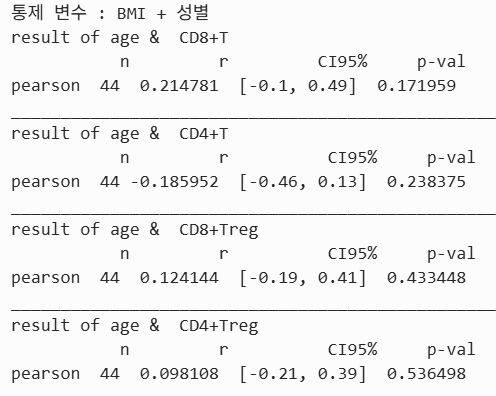 통제 변수 : BMI + 성별
result of age &  CD8+T
n r CI95% p-val
pearson 44 0.214781 [-0.1, 0.49] 0.171959
result of age &  CD4+T
n r CI95% p-val
pearson 44 -0.185952 [-0.46, 0.13] 0.238375
result of age &  CD8+Treg
n r CI95% p-val
pearson 44 0.124144 [-0.19, 0.41] 0.433448
result of age &  CD4+Treg
n r CI95% p-val
pearson 44 0.098108 [-0.21, 0.39] 0.536498